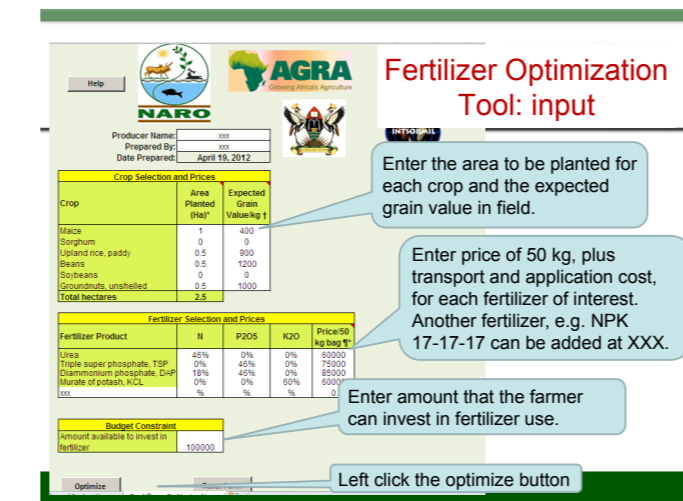 Help
NARO
AGRA
Growing Africa's Agriculture
Fertilizer Optimization
Tool: input
INTSORMIL
Producer Name: xxx
Prepared By: xxx
Date Prepared: April 19, 2012
Crop Selection and Prices
Crop Area Planted (Ha)* Expected Grain Value/kg †
Maize 1 400
Sorghum 0 0
Upland rice, paddy 0.5 900
Beans 0.5 1200
Soybeans 0 0
Groundnuts, unshelled 0.5 1000
Total hectares 2.5
Enter the area to be planted for
each crop and the expected
grain value in field.
Fertilizer Selection and Prices
Fertilizer Product N P2O5 K2O Price/50 kg bag ¶*
Urea 46% 0% 0% 60000
Triple super phosphate, TSP 0% 46% 0% 75000
Diammonium phosphate, DAP 18% 46% 0% 85000
Murate of potash, KCL 0% 0% 60% 60000
xxx % % % 0
Enter price of 50 kg, plus
transport and application cost,
for each fertilizer of interest.
Another fertilizer, e.g. NPK
17-17-17 can be added at XXX.
Budget Constraint
Amount available to invest in
fertilizer 100000
Enter amount that the farmer
can invest in fertilizer use.
Optimize
Left click the optimize button